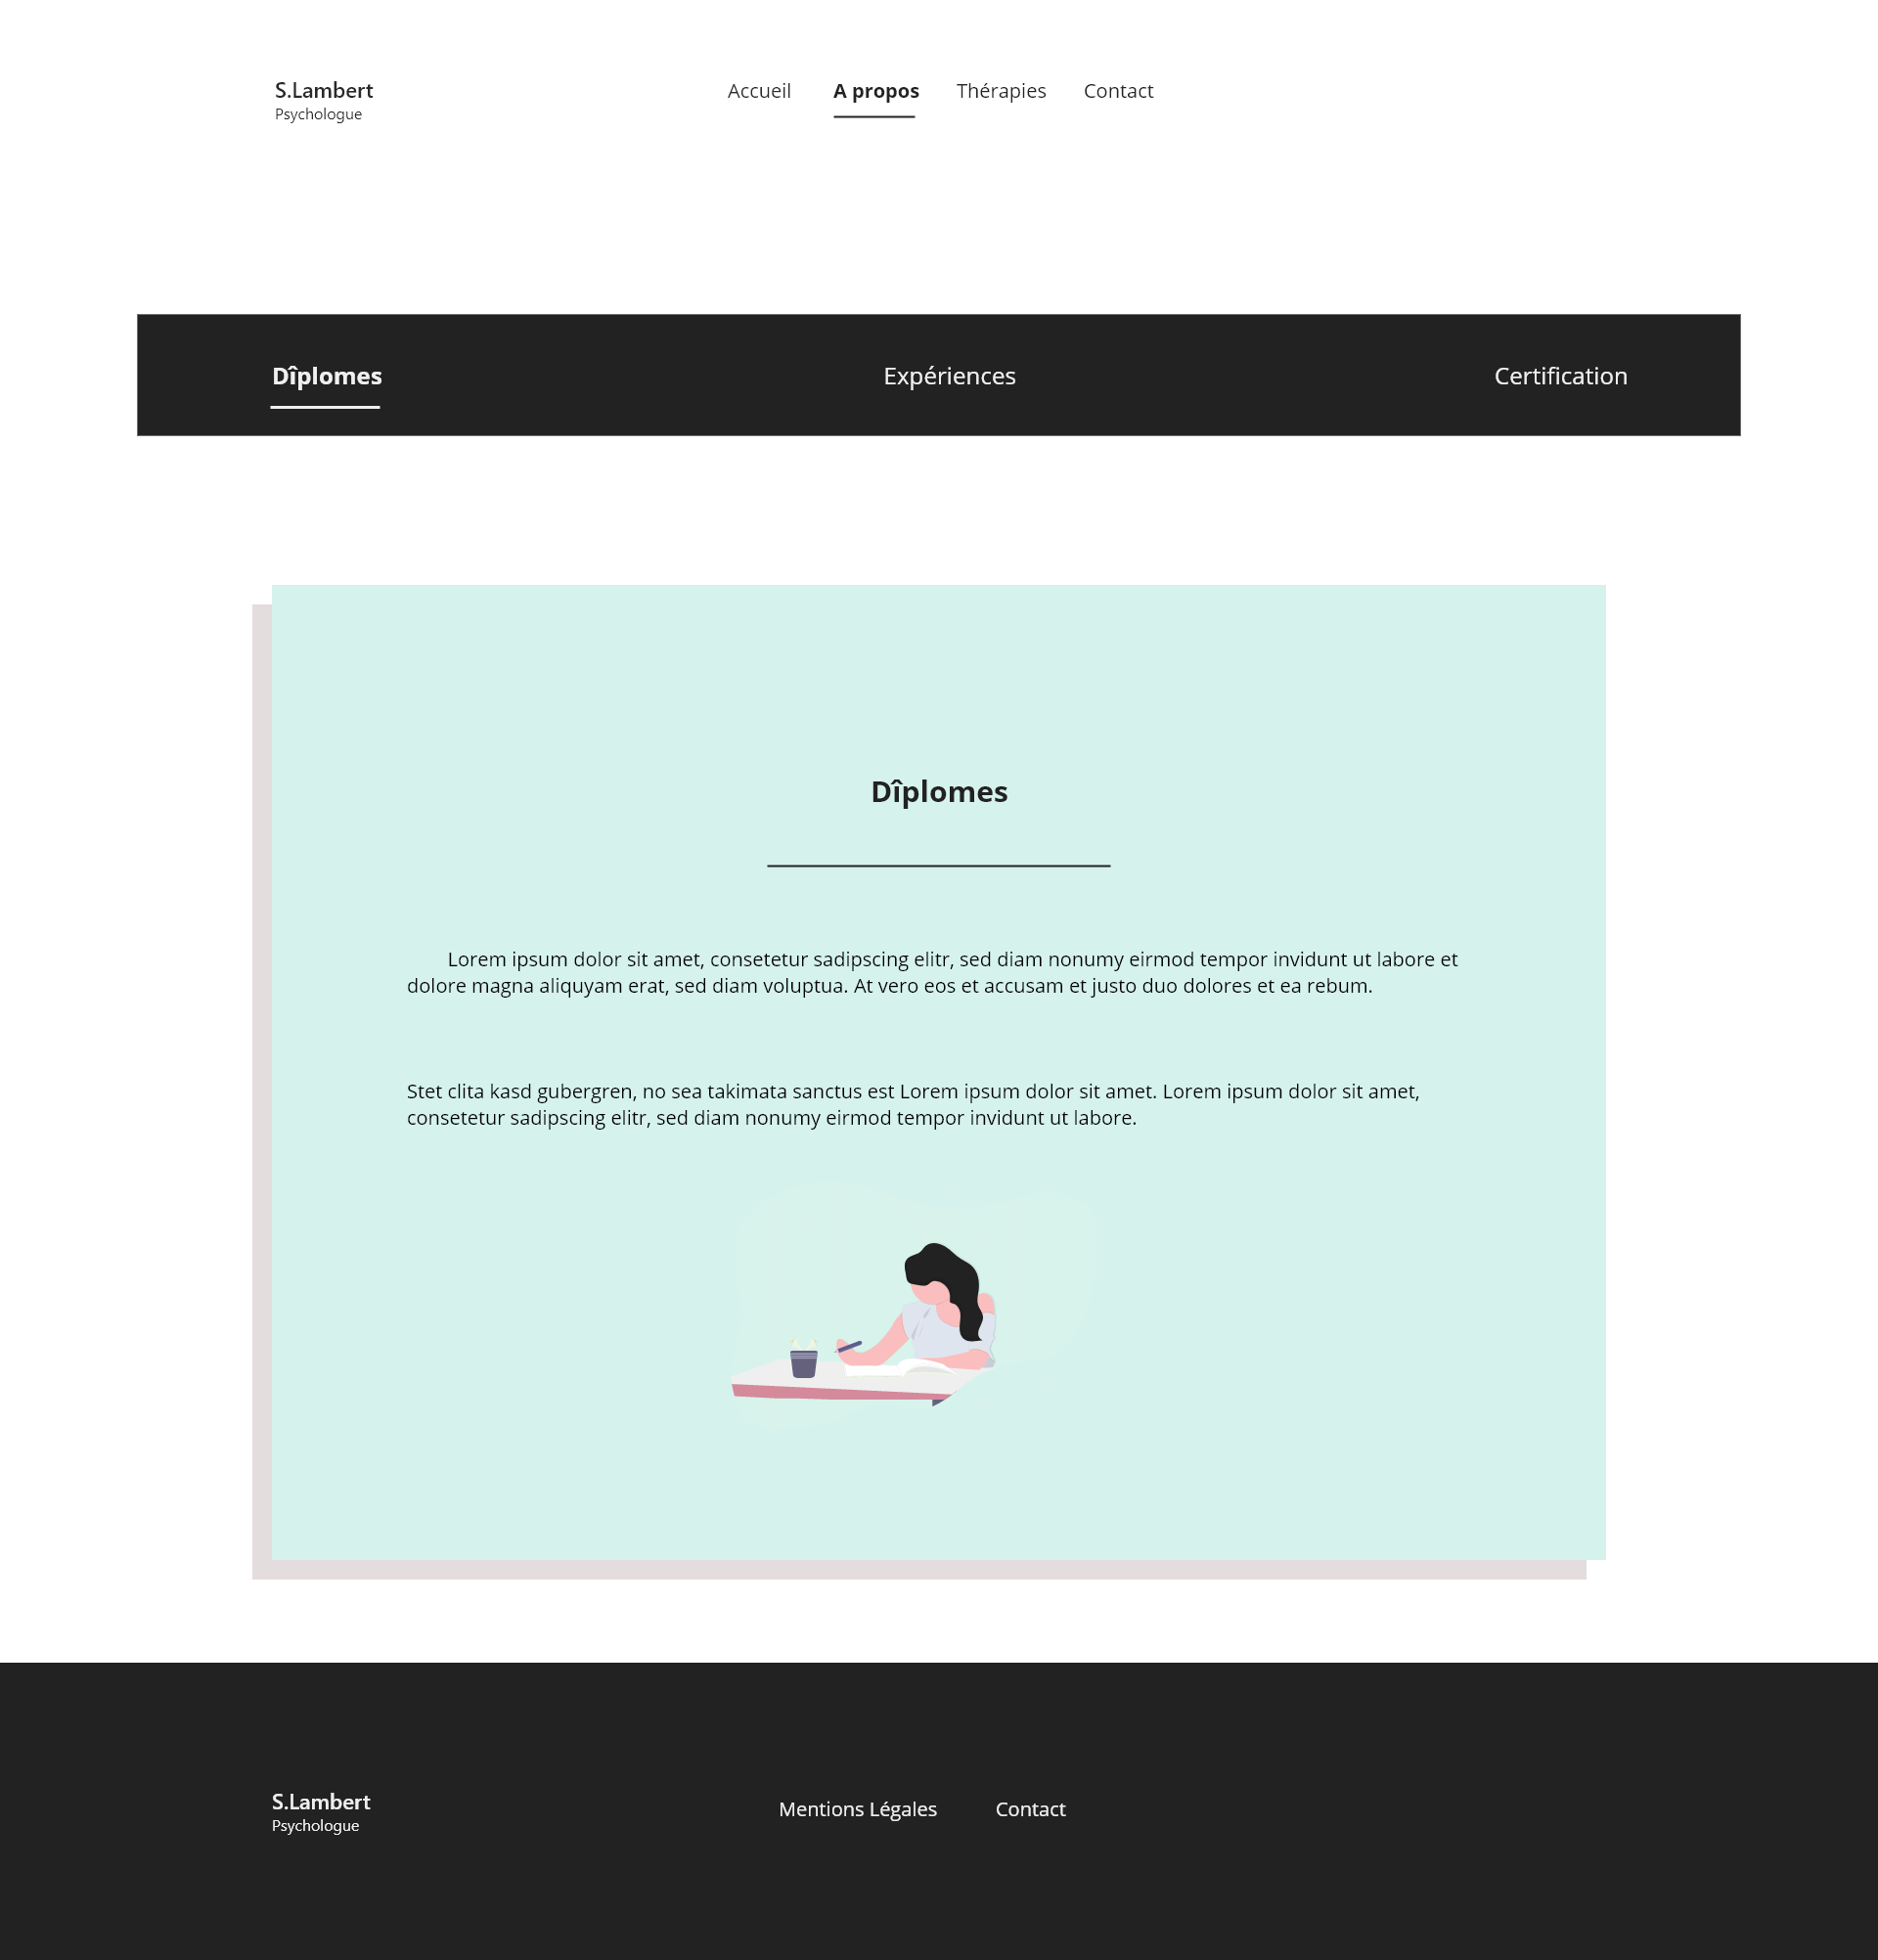 S.Lambert
Psychologue
Accueil
A propos
Thérapies
Contact
Dîplomes
Expériences
Certification
Dîplomes
Lorem ipsum dolor sit amet, consetetur sadipscing elitr, sed diam nonumy eirmod tempor invidunt ut labore et
dolore magna aliquyam erat, sed diam voluptua. At vero eos et accusam et justo duo dolores et ea rebum.
Stet clita kasd gubergren, no sea takimata sanctus est Lorem ipsum dolor sit amet. Lorem ipsum dolor sit amet,
consetetur sadipscing elitr, sed diam nonumy eirmod tempor invidunt ut labore.
S.Lambert
Psychologue
Mentions Légales
Contact